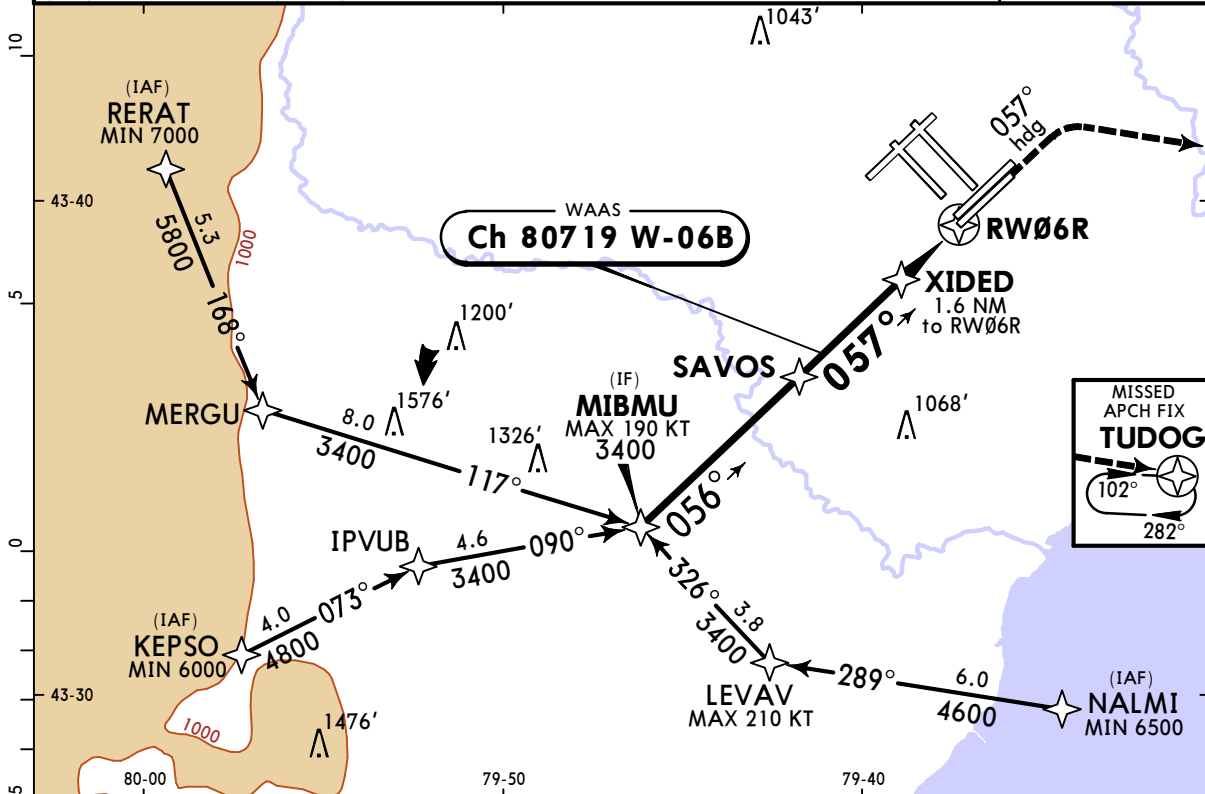 1043'
10
(IAF)
RERAT
MIN 7000
057°
hdg
43-40
5.3
5800
168°
1000
WAAS
Ch 80719 W-06B
RWØ6R
XIDED
1.6 NM
to RWØ6R
5
1200'
057°
SAVOS
(IF)
MIBMU
MAX 190 KT
3400
MERGU
1576'
8.0
3400
117°
1326'
1068'
MISSED
APCH FIX
TUDOG
102°
282°
056°
IPVUB
0
4.6
3400
090°
326°
3.8
3400
(IAF)
KEPSO
MIN 6000
4.0
4800
073°
LEVAV
MAX 210 KT
289°
6.0
4600
(IAF)
NALMI
MIN 6500
43-30
1000
1476'
5
80-00
79-50
79-40